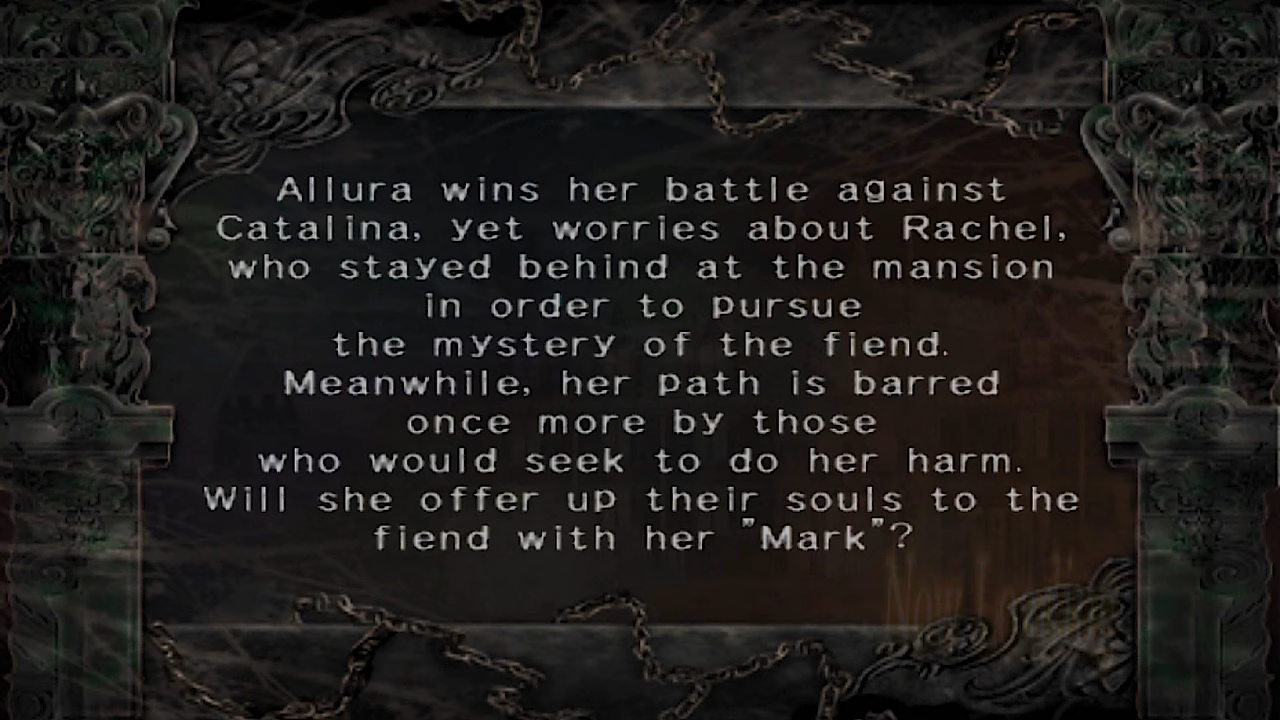 Allura wins her battle against
Catalina, yet worries about Rachel,
who stayed behind at the mansion
in order to pursue
the mystery of the fiend.
Meanwhile, her path is barred
once more by those
who would seek to do her harm.
Will she offer up their souls to the
fiend with her "Mark"?
Now